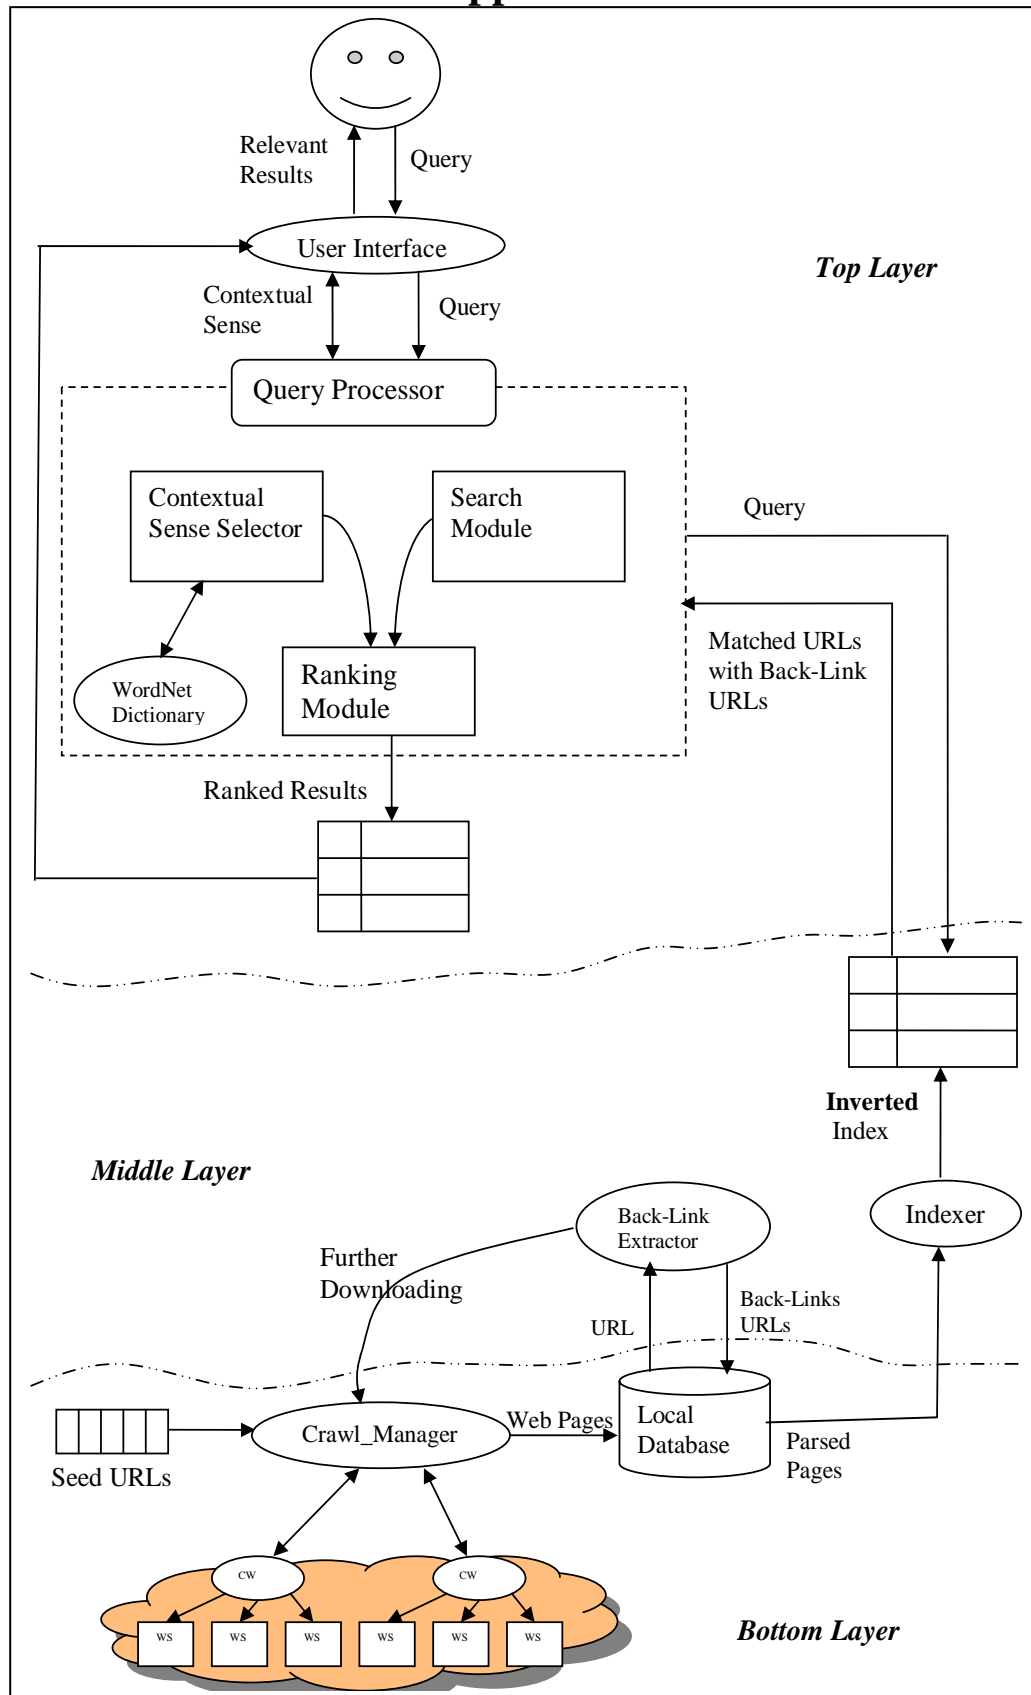 Relevant
Results
Query
User Interface
Top Layer
Contextual
Sense
Query
Query Processor
Contextual
Sense Selector
Search
Module
Query
Matched URLs
with Back-Link
URLs
WordNet
Dictionary
Ranking
Module
Ranked Results
Inverted
Index
Middle Layer
Back-Link
Extractor
Indexer
Further
Downloading
URL
Back-Links
URLs
Crawl_Manager
Web Pages
Local
Database
Parsed
Pages
Seed URLs
CW
CW
WS
WS
WS
WS
WS
WS
Bottom Layer